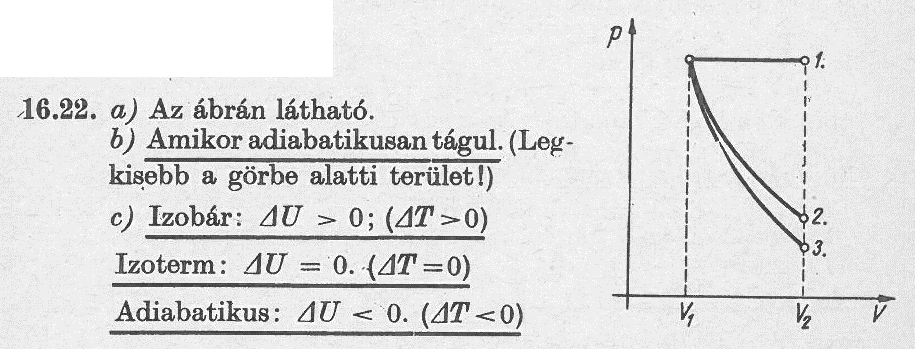 16.22. a) Az ábrán látható.
b) Amikor adiabatikusan tágul. (Leg-
kisebb a görbe alatti terület!)
c) Izobár: ΔU > 0; (ΔT>0)
Izoterm: ΔU = 0. (ΔT=0)
Adiabatikus: ΔU < 0. (ΔT<0)
p
1.
2.
3.
V₁ V₂ V